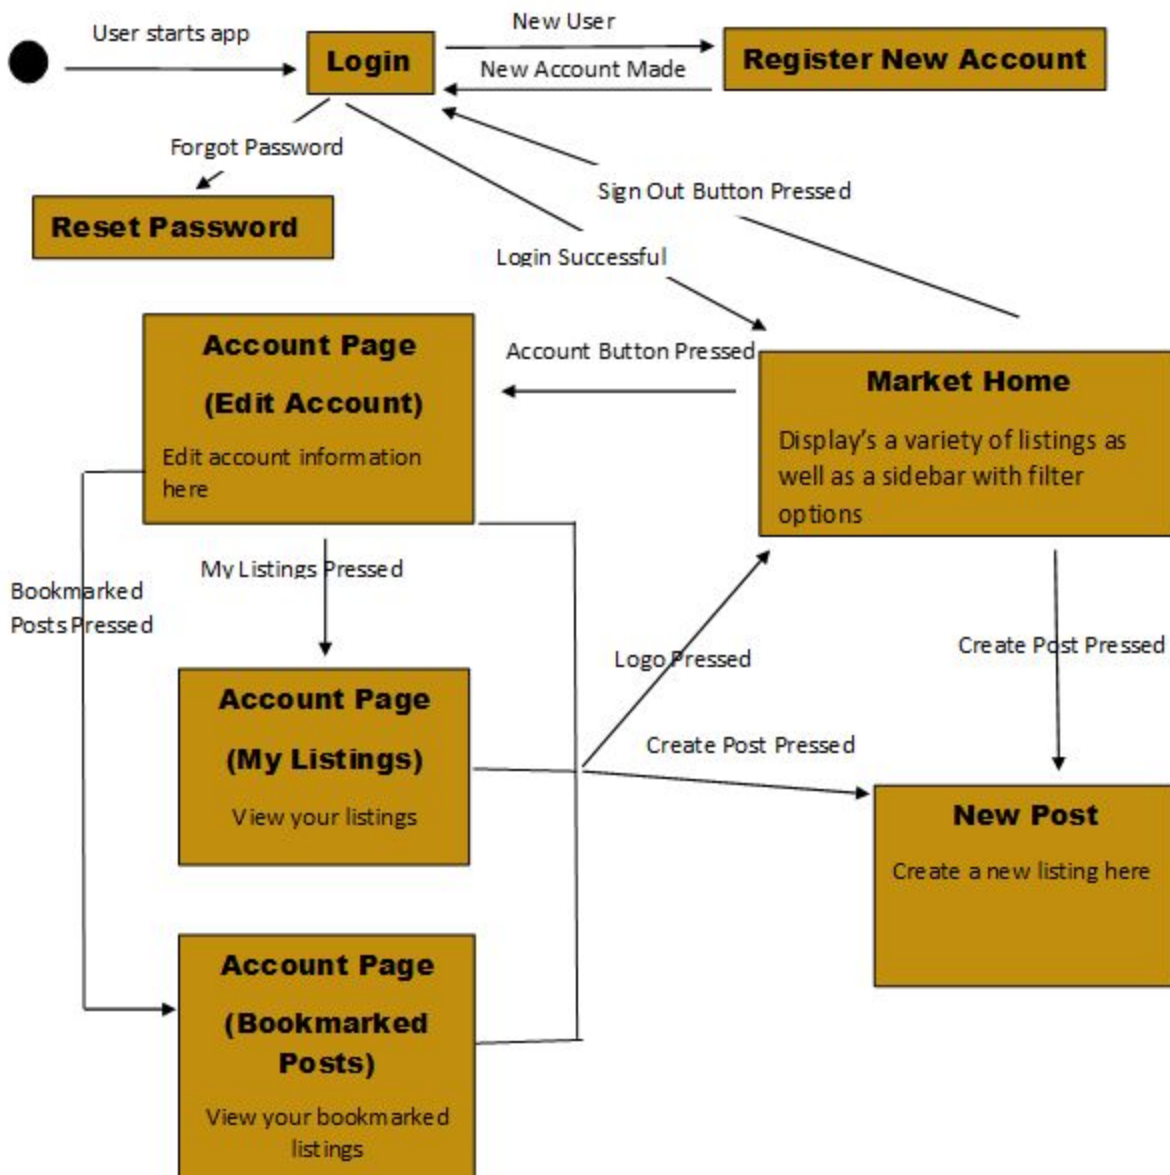 User starts app
Login
New User
New Account Made
Register New Account
Forgot Password
Reset Password
Sign Out Button Pressed
Login Successful
Account Page
(Edit Account)
Edit account information
here
Account Button Pressed
Market Home
Display's a variety of listings as
well as a sidebar with filter
options
Bookmarked
Posts Pressed
My Listings Pressed
Logo Pressed
Create Post Pressed
Account Page
(My Listings)
View your listings
Create Post Pressed
New Post
Create a new listing here
Account Page
(Bookmarked
Posts)
View your bookmarked
listings